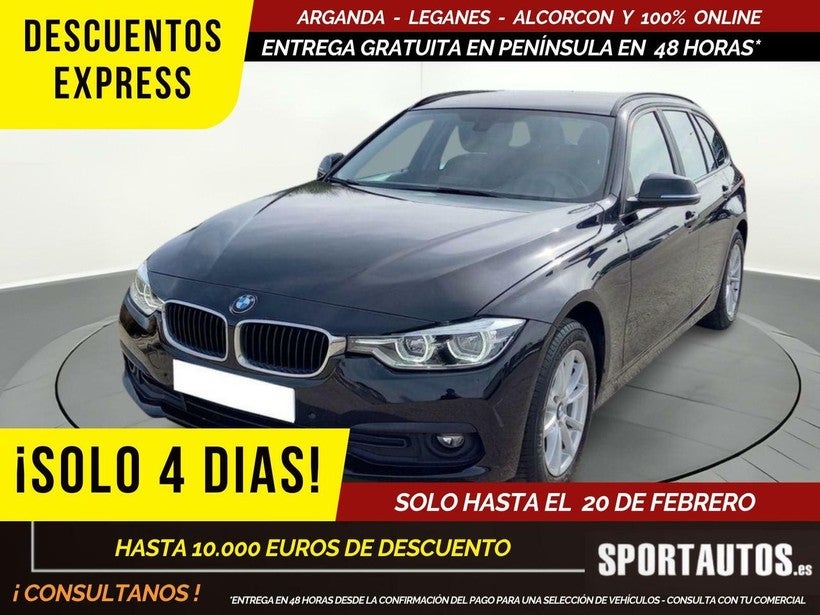 DESCUENTOS
EXPRESS
ARGANDA - LEGANES - ALCORCON Y 100% ONLINE
ENTREGA GRATUITA EN PENÍNSULA EN 48 HORAS*
¡SOLO 4 DIAS!
SOLO HASTA EL 20 DE FEBRERO
HASTA 10.000 EUROS DE DESCUENTO
SPORTAUTOS.es
¡ CONSULTANOS !
*ENTREGA EN 48 HORAS DESDE LA CONFIRMACIÓN DEL PAGO PARA UNA SELECCIÓN DE VEHÍCULOS - CONSULTA CON TU COMERCIAL